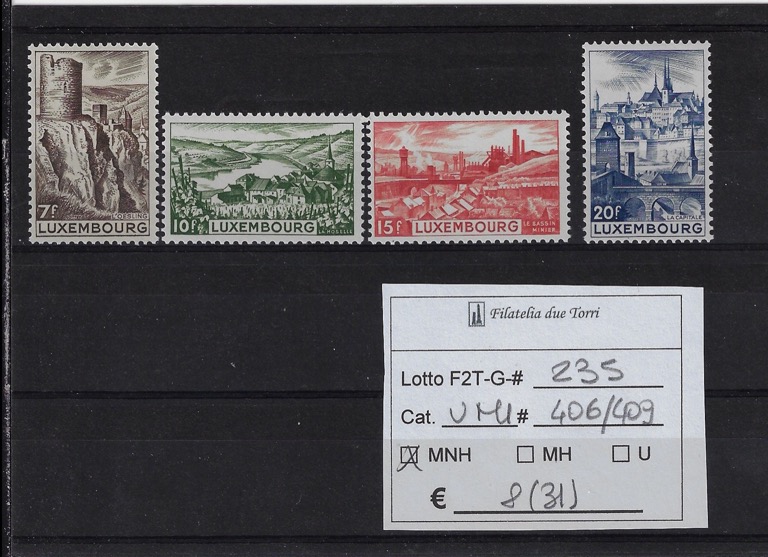 L'OESLING
7F
LUXEMBOURG
LA MOSELLE
10F LUXEMBOURG
15F LUXEMBOURG LE BASSIN
MINIER
LA CAPITALE
20F
LUXEMBOURG
Filatelia due Torri
Lotto F2T-G-# 235
Cat. UNI # 406/409
MNH MH U
€ 8 (31)